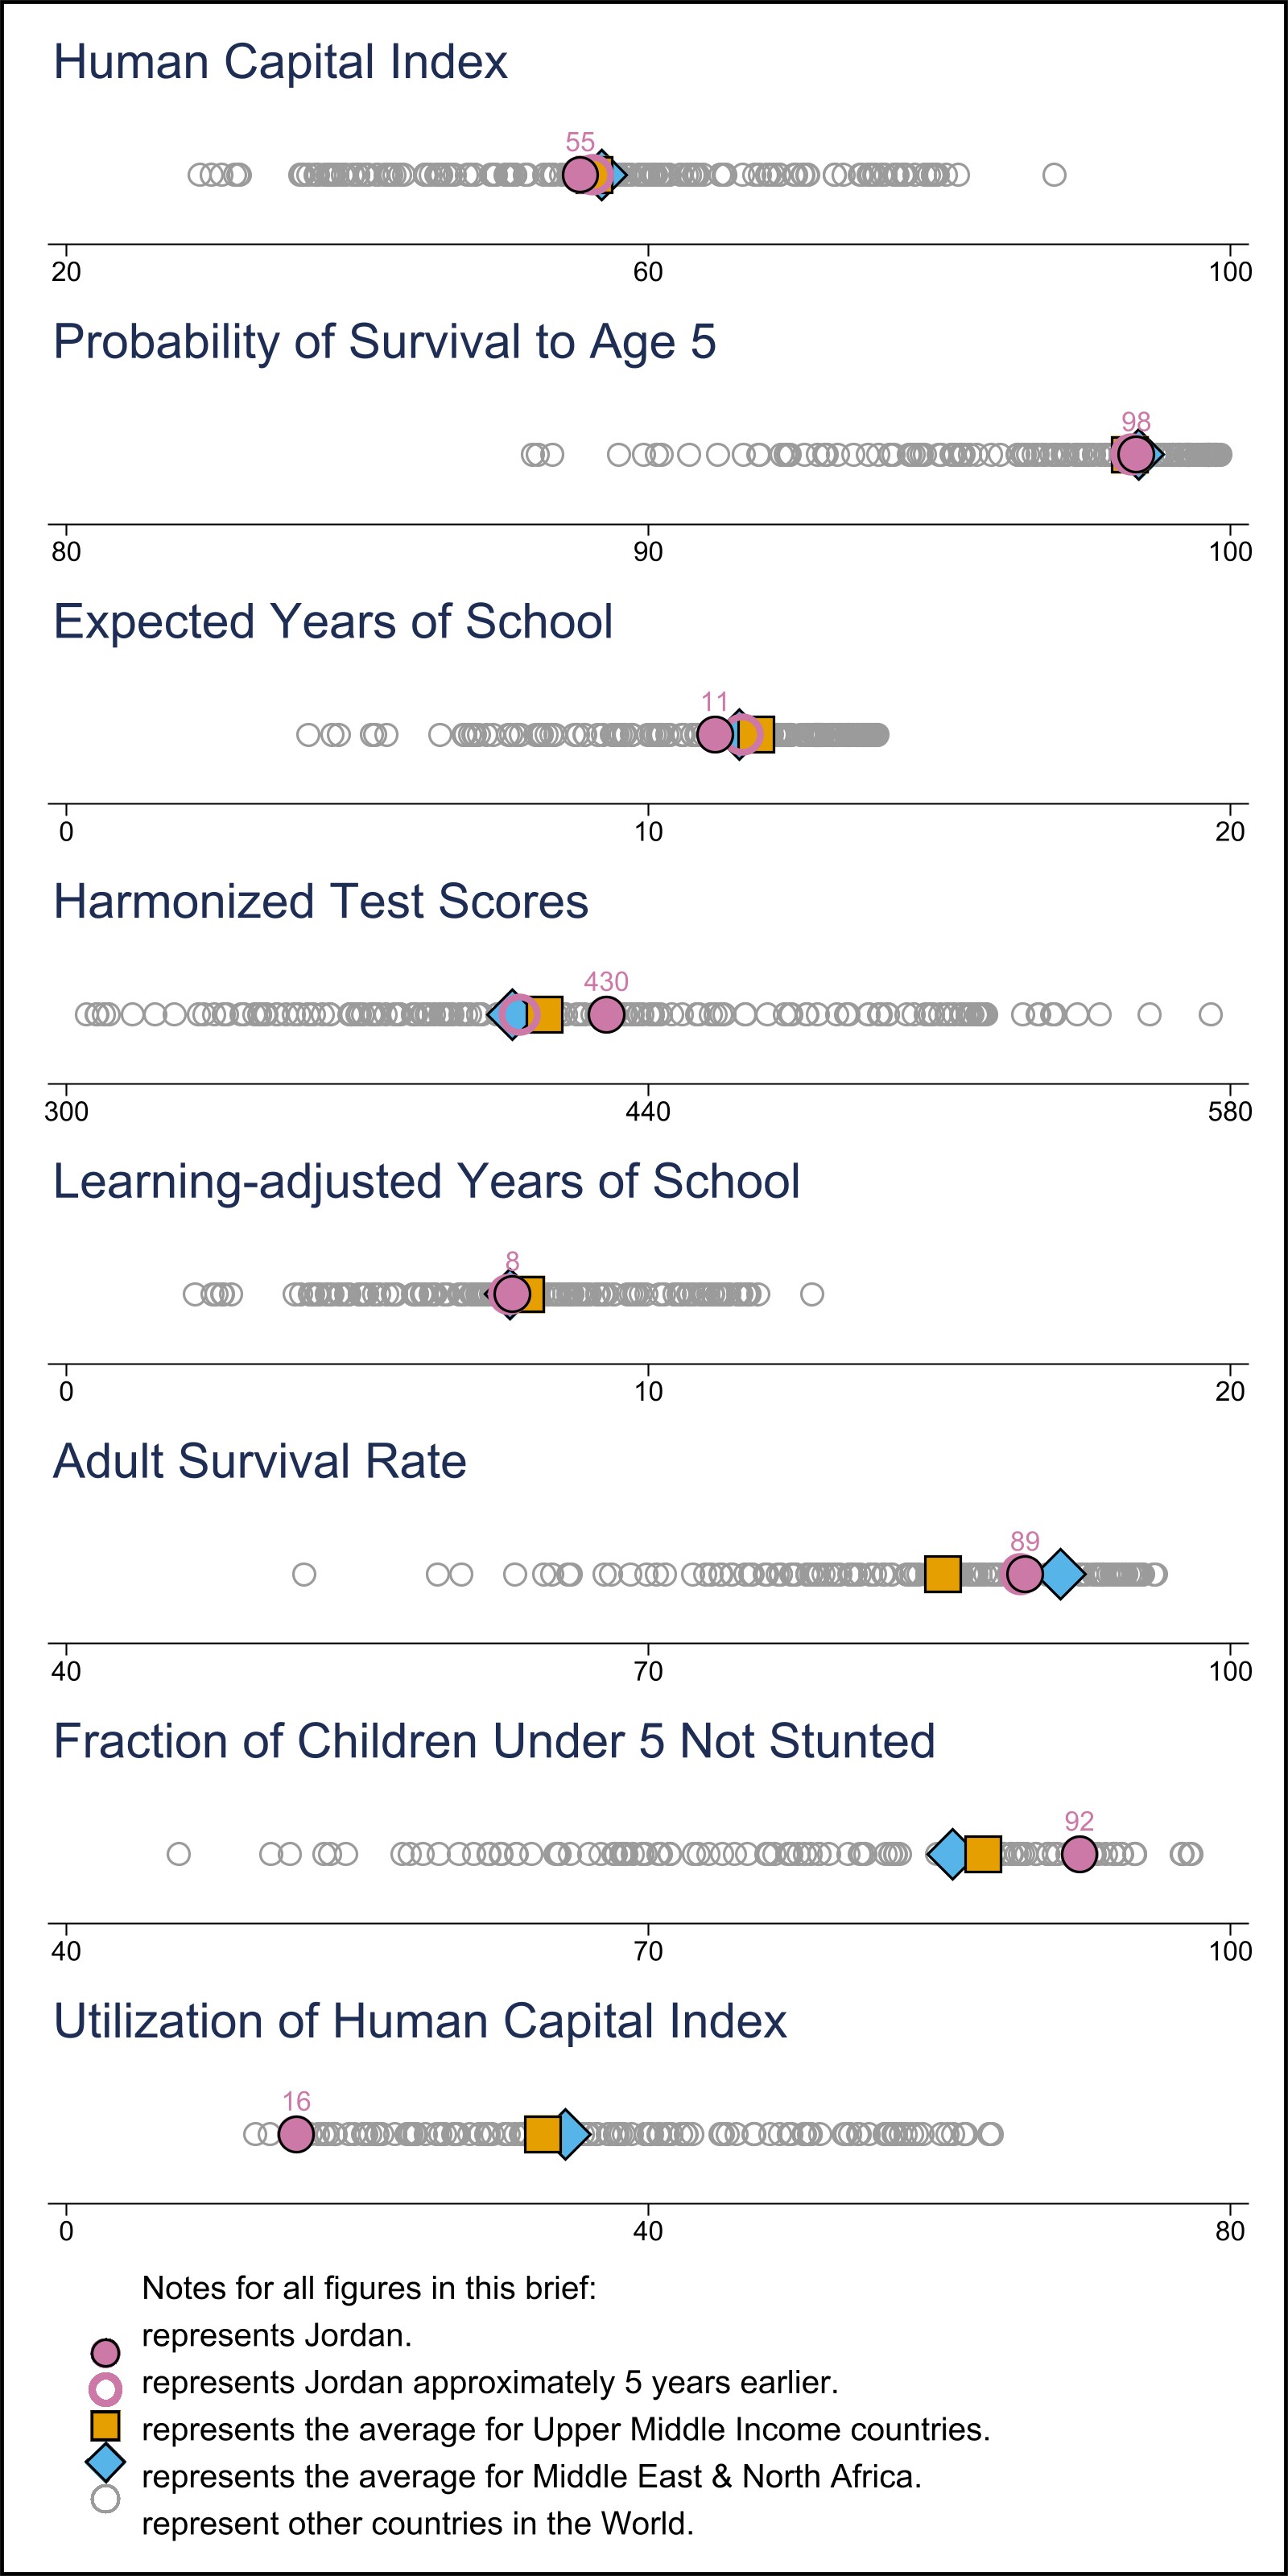 Human Capital Index
55
20 60 100
Probability of Survival to Age 5
98
80 90 100
Expected Years of School
11
0 10 20
Harmonized Test Scores
430
300 440 580
Learning-adjusted Years of School
8
0 10 20
Adult Survival Rate
89
40 70 100
Fraction of Children Under 5 Not Stunted
92
40 70 100
Utilization of Human Capital Index
16
0 40 80
Notes for all figures in this brief:
represents Jordan.
represents Jordan approximately 5 years earlier.
represents the average for Upper Middle Income countries.
represents the average for Middle East & North Africa.
represent other countries in the World.